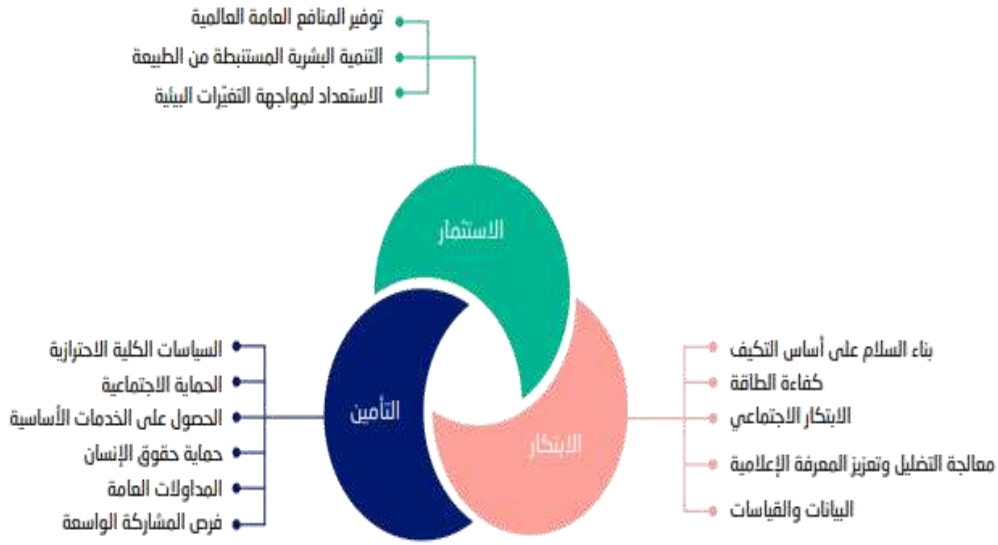 توفير المنافع العامة العالمية
التنمية البشرية المستنبطة من الطبيعة
الاستعداد لمواجهة التغيّرات البيئية
الاستثمار
بناء السلام على أساس التكيف
كفاءة الطاقة
الابتكار الاجتماعي
معالجة التضليل وتعزيز المعرفة الإعلامية
البيانات والقياسات
الابتكار
التأمين
السياسات الكلية الاحترازية
الحماية الاجتماعية
الحصول على الخدمات الأساسية
حماية حقوق الإنسان
المداولات العامة
فرص المشاركة الواسعة